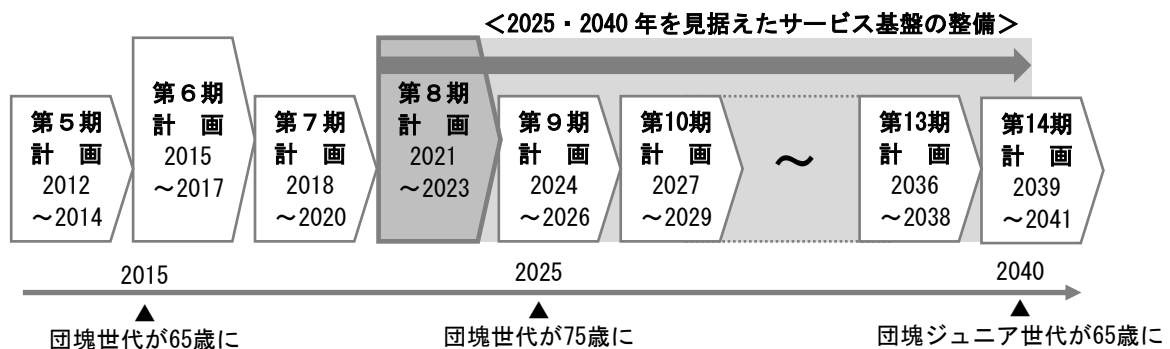 ＜2025・2040 年を見据えたサービス基盤の整備＞
第５期
計　画
2012
～2014
第６期
計　画
2015
～2017
第７期
計　画
2018
～2020
第８期
計　画
2021
～2023
第９期
計　画
2024
～2026
第10期
計　画
2027
～2029
～
第13期
計　画
2036
～2038
第14期
計　画
2039
～2041
2015
2025
2040
▲
▲
▲
団塊世代が65歳に
団塊世代が75歳に
団塊ジュニア世代が65歳に